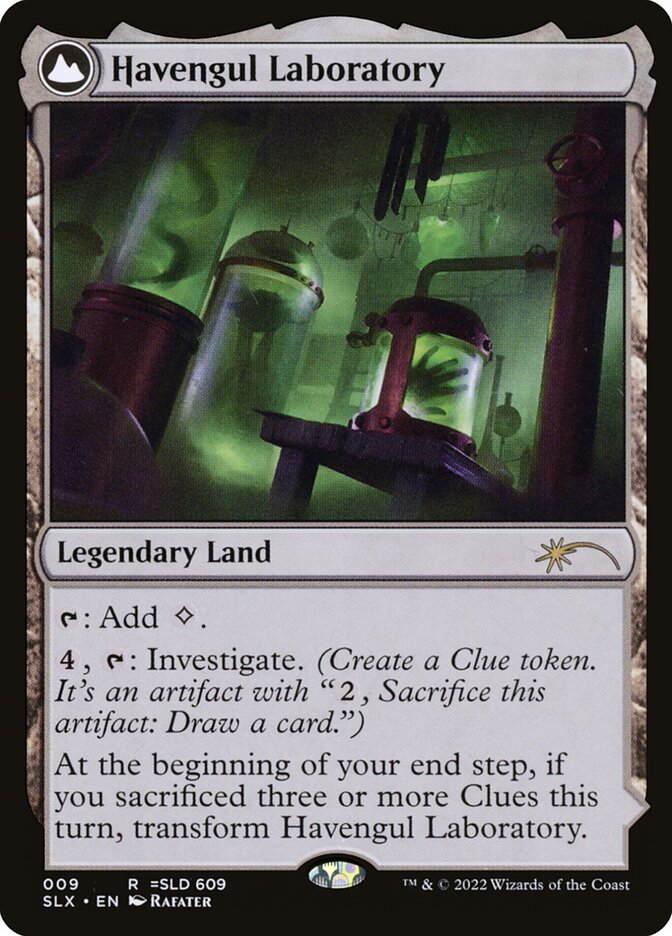 Havengul Laboratory
Legendary Land
: Add .
4, : Investigate. (Create a Clue token.
It's an artifact with “2, Sacrifice this
artifact: Draw a card.”)
At the beginning of your end step, if
you sacrificed three or more Clues this
turn, transform Havengul Laboratory.
009 R =SLD 609
SLX • EN Rafater
™ & © 2022 Wizards of the Coast